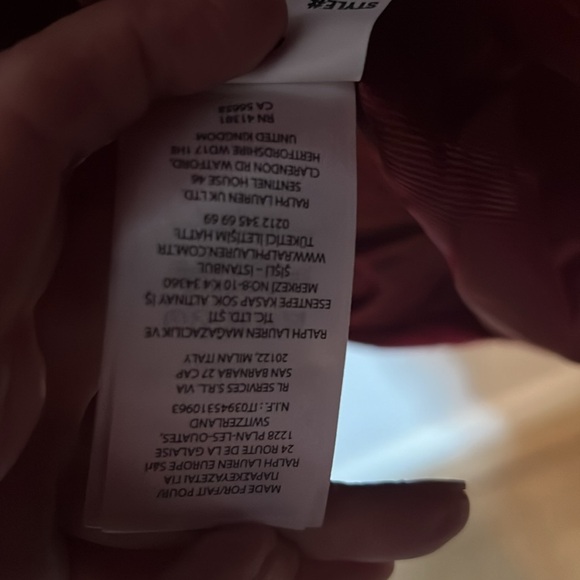 MADE FOR/FAIT POUR/
ΠΑΡΑΣΚΕΥΑΖΕΤΑΙ ΓΙΑ
RALPH LAUREN EUROPE Sàrl
24 ROUTE DE LA GALAISE
1228 PLAN-LES-OUATES,
SWITZERLAND
N.I.F.: IT03945310963
RL SERVICES S.R.L. VIA
SAN BARNABA 27 CAP
20122, MILAN ITALY
RALPH LAUREN MAĞAZACILIK VE
TİC. LTD. ŞTİ.
ESENTEPE KASAP SOK. ALTINAY İŞ
MERKEZİ NO:8-10 K:4 34360
ŞİŞLİ - İSTANBUL
WWW.RALPHLAUREN.COM.TR
TÜKETİCİ İLETİŞİM HATTI:
0212 345 69 69
RALPH LAUREN UK LTD.
SENTINEL HOUSE 46
CLARENDON RD WATFORD,
HERTFORDSHIRE WD17 1HE
UNITED KINGDOM
RN 41381
CA 56658
STYLE#